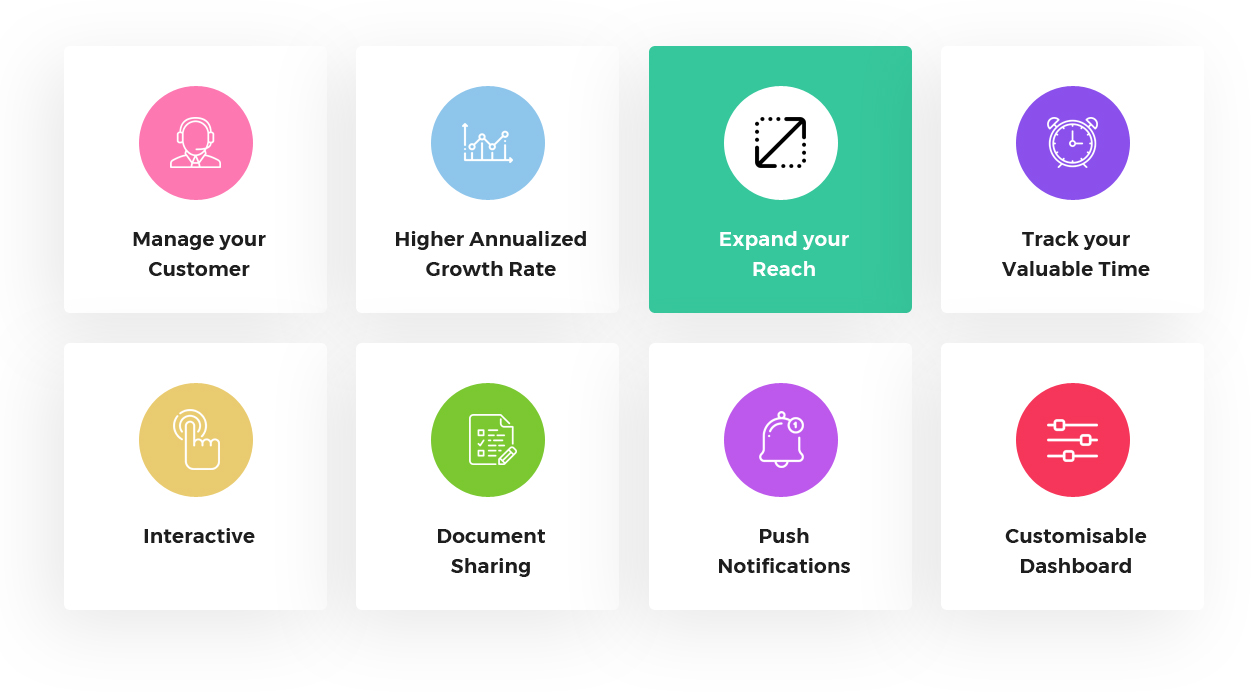 Manage your
Customer
Higher Annualized
Growth Rate
Expand your
Reach
Track your
Valuable Time
Interactive
Document
Sharing
Push
Notifications
Customisable
Dashboard